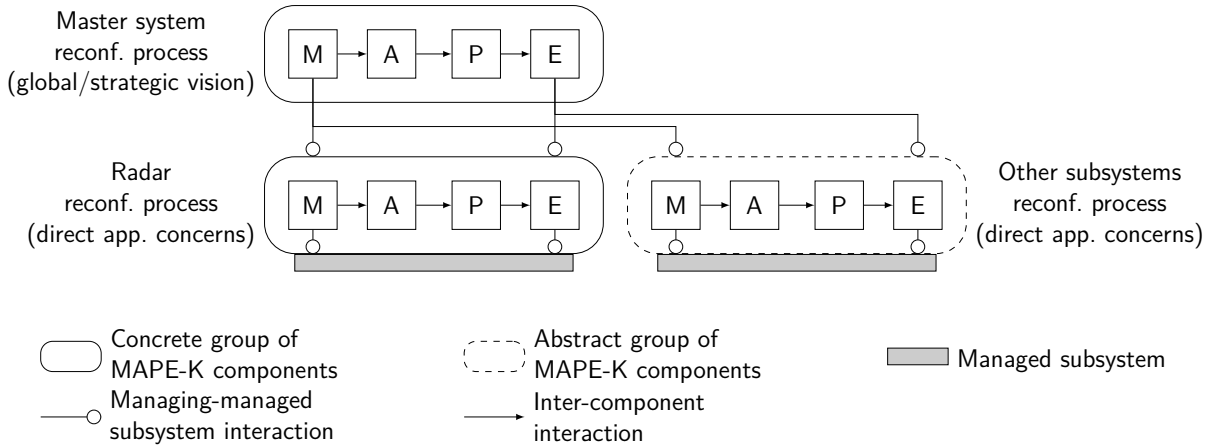 Master system
reconf. process
(global/strategic vision)
M A P E
Radar
reconf. process
(direct app. concerns)
M A P E
M A P E
Other subsystems
reconf. process
(direct app. concerns)
Concrete group of
MAPE-K components
Abstract group of
MAPE-K components
Managed subsystem
Managing-managed
subsystem interaction
Inter-component
interaction